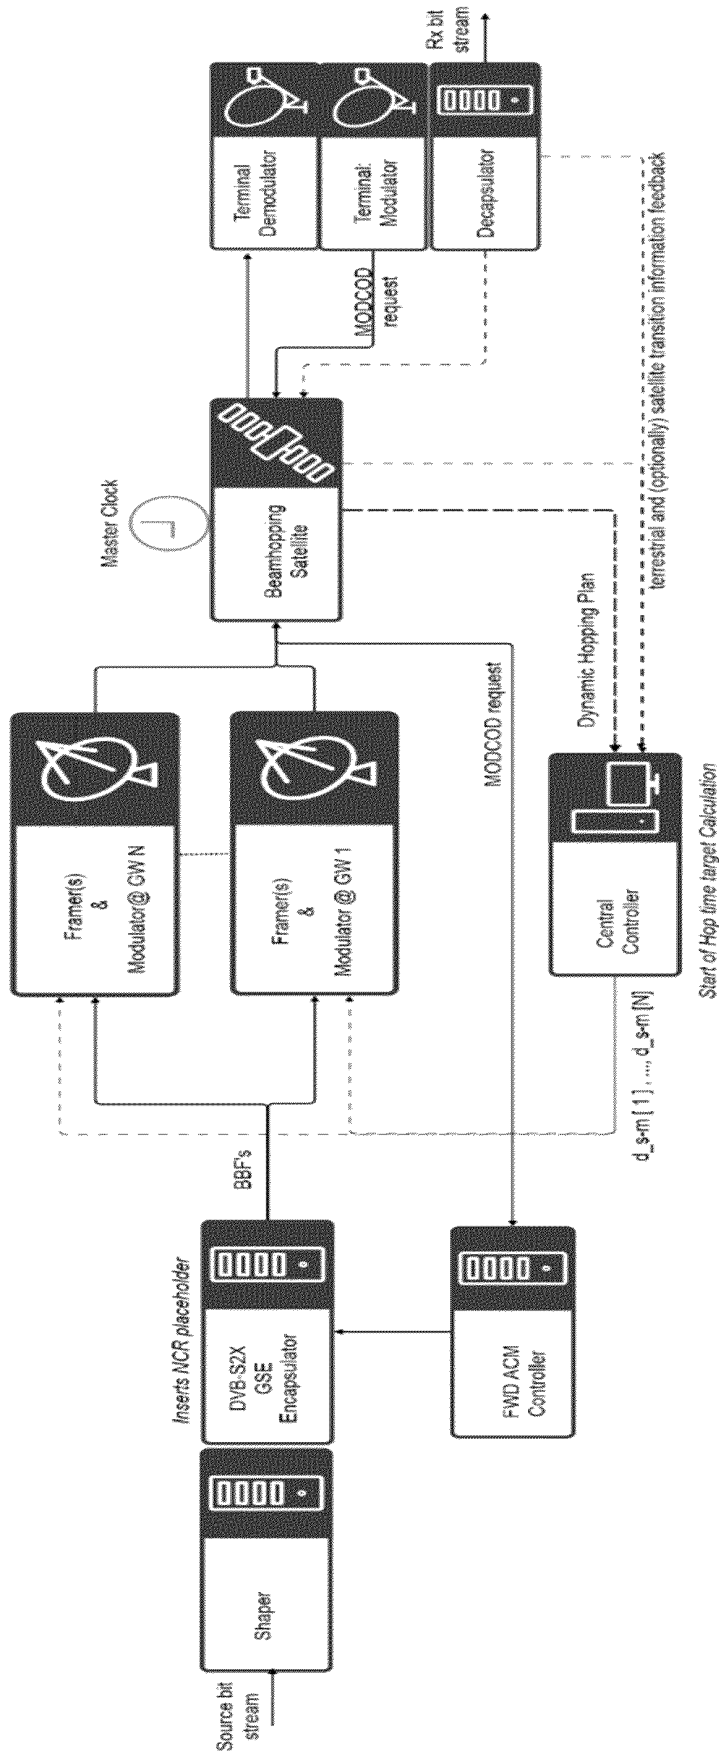 Source bit
stream
Shaper
Inserts NCR placeholder
DVB-S2X
GSE
Encapsulator
FWD ACM
Controller
BBF's
Framer(s)
&
Modulator@ GW N
Framer(s)
&
Modulator @ GW 1
d_s-m [ 1 ] , ..., d_s-m [N]
Central
Controller
Start of Hop time target Calculation
MODCOD request
Dynamic Hopping Plan
Master Clock
Beamhopping
Satellite
MODCOD
request
Terminal
Demodulator
Terminal:
Modulator
Decapsulator
Rx bit
stream
terrestrial and (optionally) satellite transition information feedback